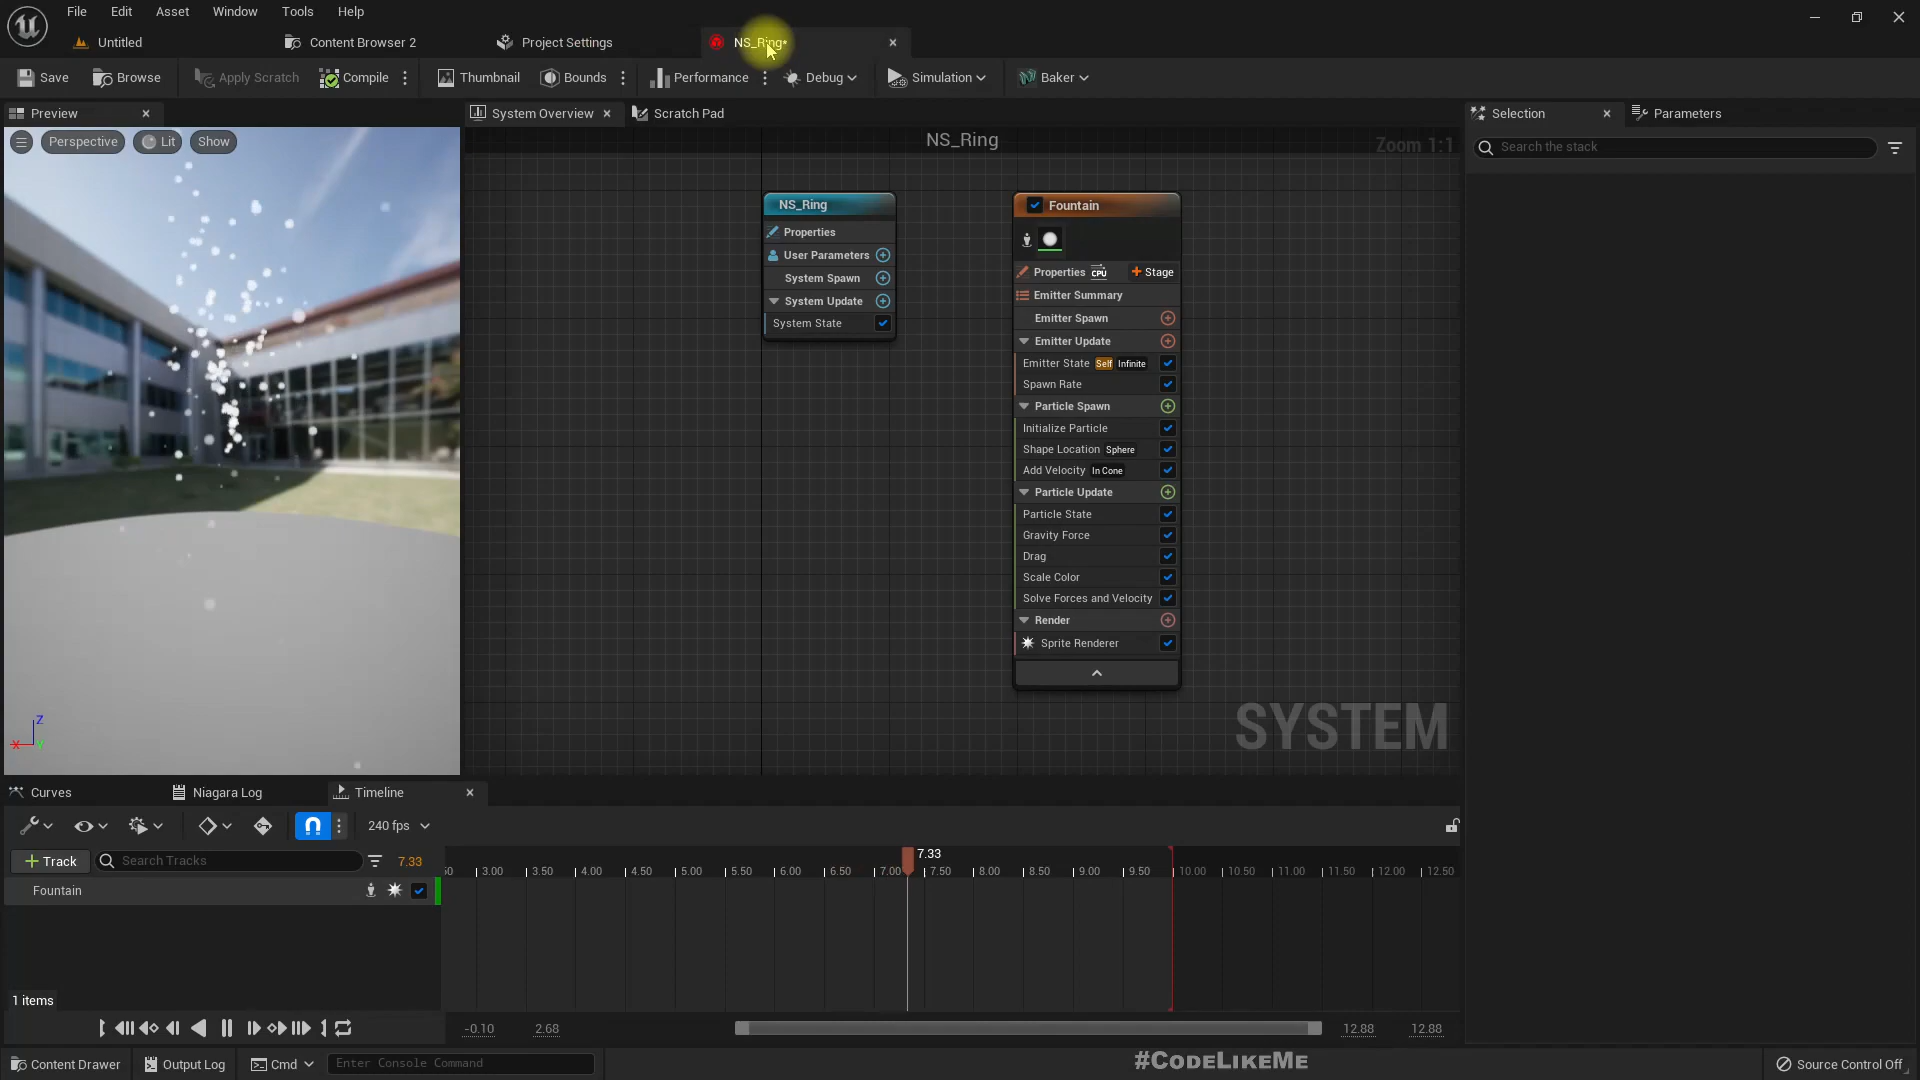 File Edit Asset Window Tools Help
Untitled Content Browser 2 Project Settings NS_Ring*
Save Browse Apply Scratch Compile Thumbnail Bounds Performance Debug Simulation Baker
Preview System Overview Scratch Pad Selection Parameters
Perspective Lit Show
NS_Ring
Zoom 1:1
Search the stack
NS_Ring
Properties
User Parameters
System Spawn
System Update
System State
Fountain
Properties CPU + Stage
Emitter Summary
Emitter Spawn
Emitter Update
Emitter State Self Infinite
Spawn Rate
Particle Spawn
Initialize Particle
Shape Location Sphere
Add Velocity In Cone
Particle Update
Particle State
Gravity Force
Drag
Scale Color
Solve Forces and Velocity
Render
Sprite Renderer
SYSTEM
Z
X
Y
Curves Niagara Log Timeline
240 fps
+ Track Search Tracks 7.33
7.33
50 3.00 3.50 4.00 4.50 5.00 5.50 6.00 6.50 7.00 7.50 8.00 8.50 9.00 9.50 10.00 10.50 11.00 11.50 12.00 12.50
Fountain
1 items
-0.10 2.68 12.88 12.88
Content Drawer Output Log Cmd Enter Console Command
#CodeLikeMe
Source Control Off